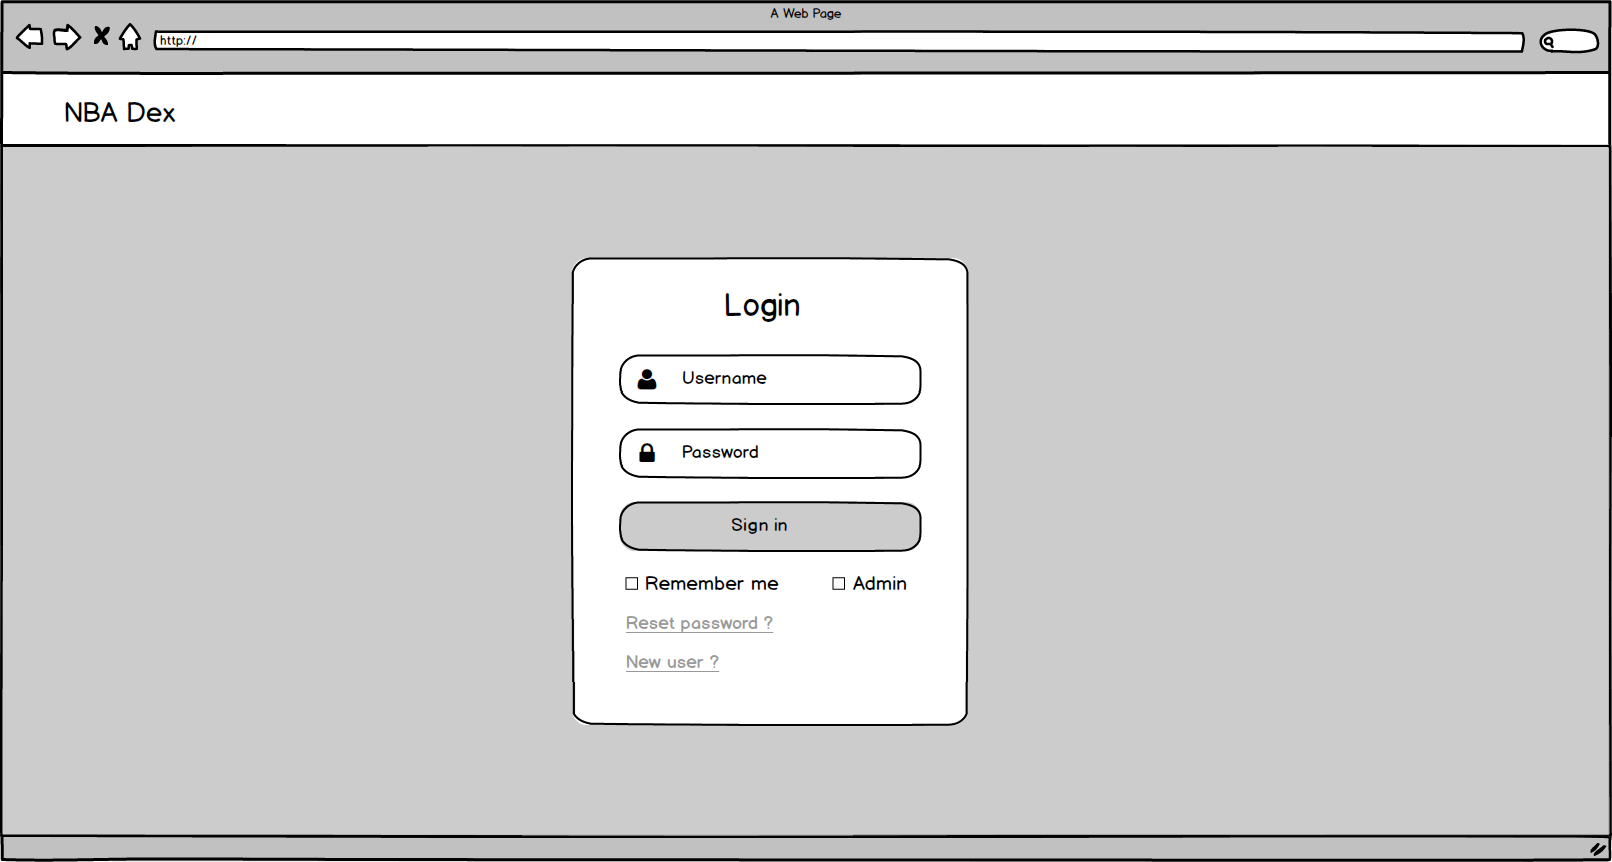 A Web Page
http://
NBA Dex
Login
Username
Password
Sign in
Remember me
Admin
Reset password ?
New user ?